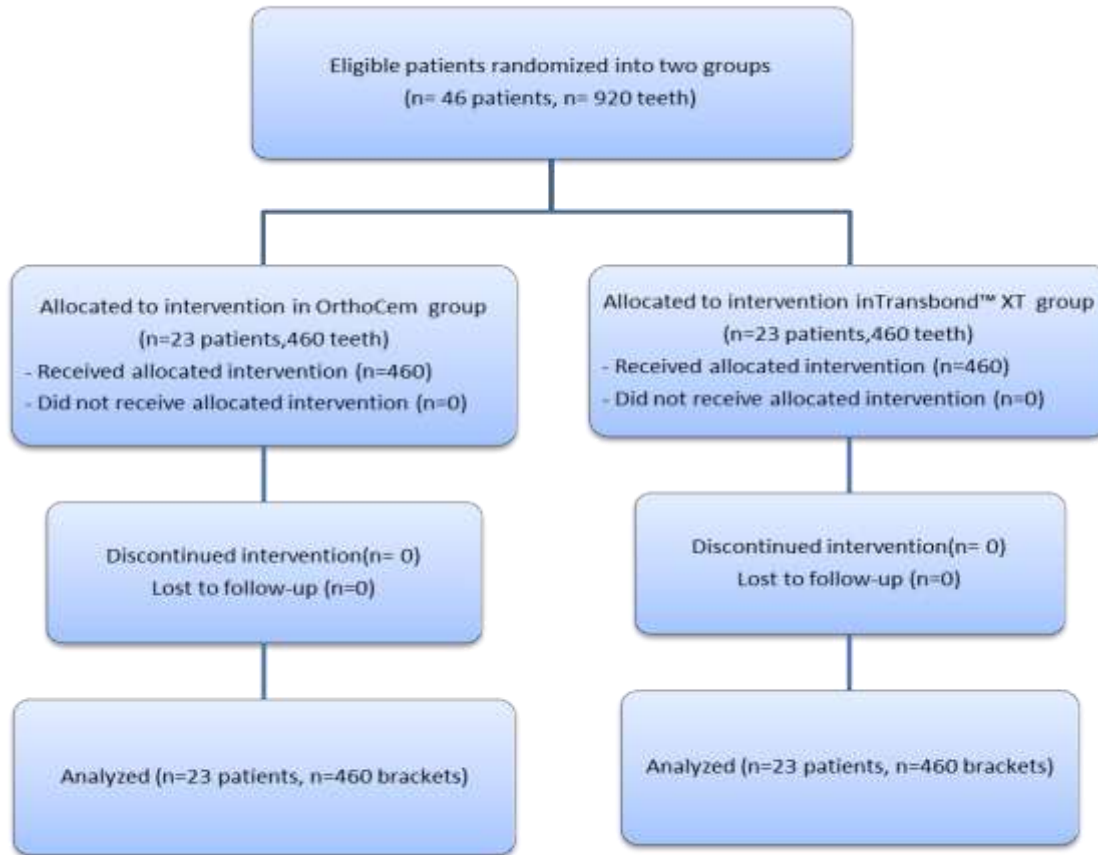 Eligible patients randomized into two groups
(n= 46 patients, n= 920 teeth)
Allocated to intervention in OrthoCem group
(n=23 patients,460 teeth)
- Received allocated intervention (n=460)
- Did not receive allocated intervention (n=0)
Allocated to intervention inTransbond™ XT group
(n=23 patients,460 teeth)
- Received allocated intervention (n=460)
- Did not receive allocated intervention (n=0)
Discontinued intervention(n= 0)
Lost to follow-up (n=0)
Discontinued intervention(n= 0)
Lost to follow-up (n=0)
Analyzed (n=23 patients, n=460 brackets)
Analyzed (n=23 patients, n=460 brackets)